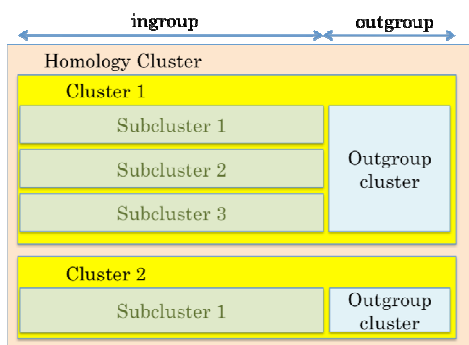 ingroup
outgroup
Homology Cluster
Cluster 1
Subcluster 1
Subcluster 2
Subcluster 3
Outgroup
cluster
Cluster 2
Subcluster 1
Outgroup
cluster